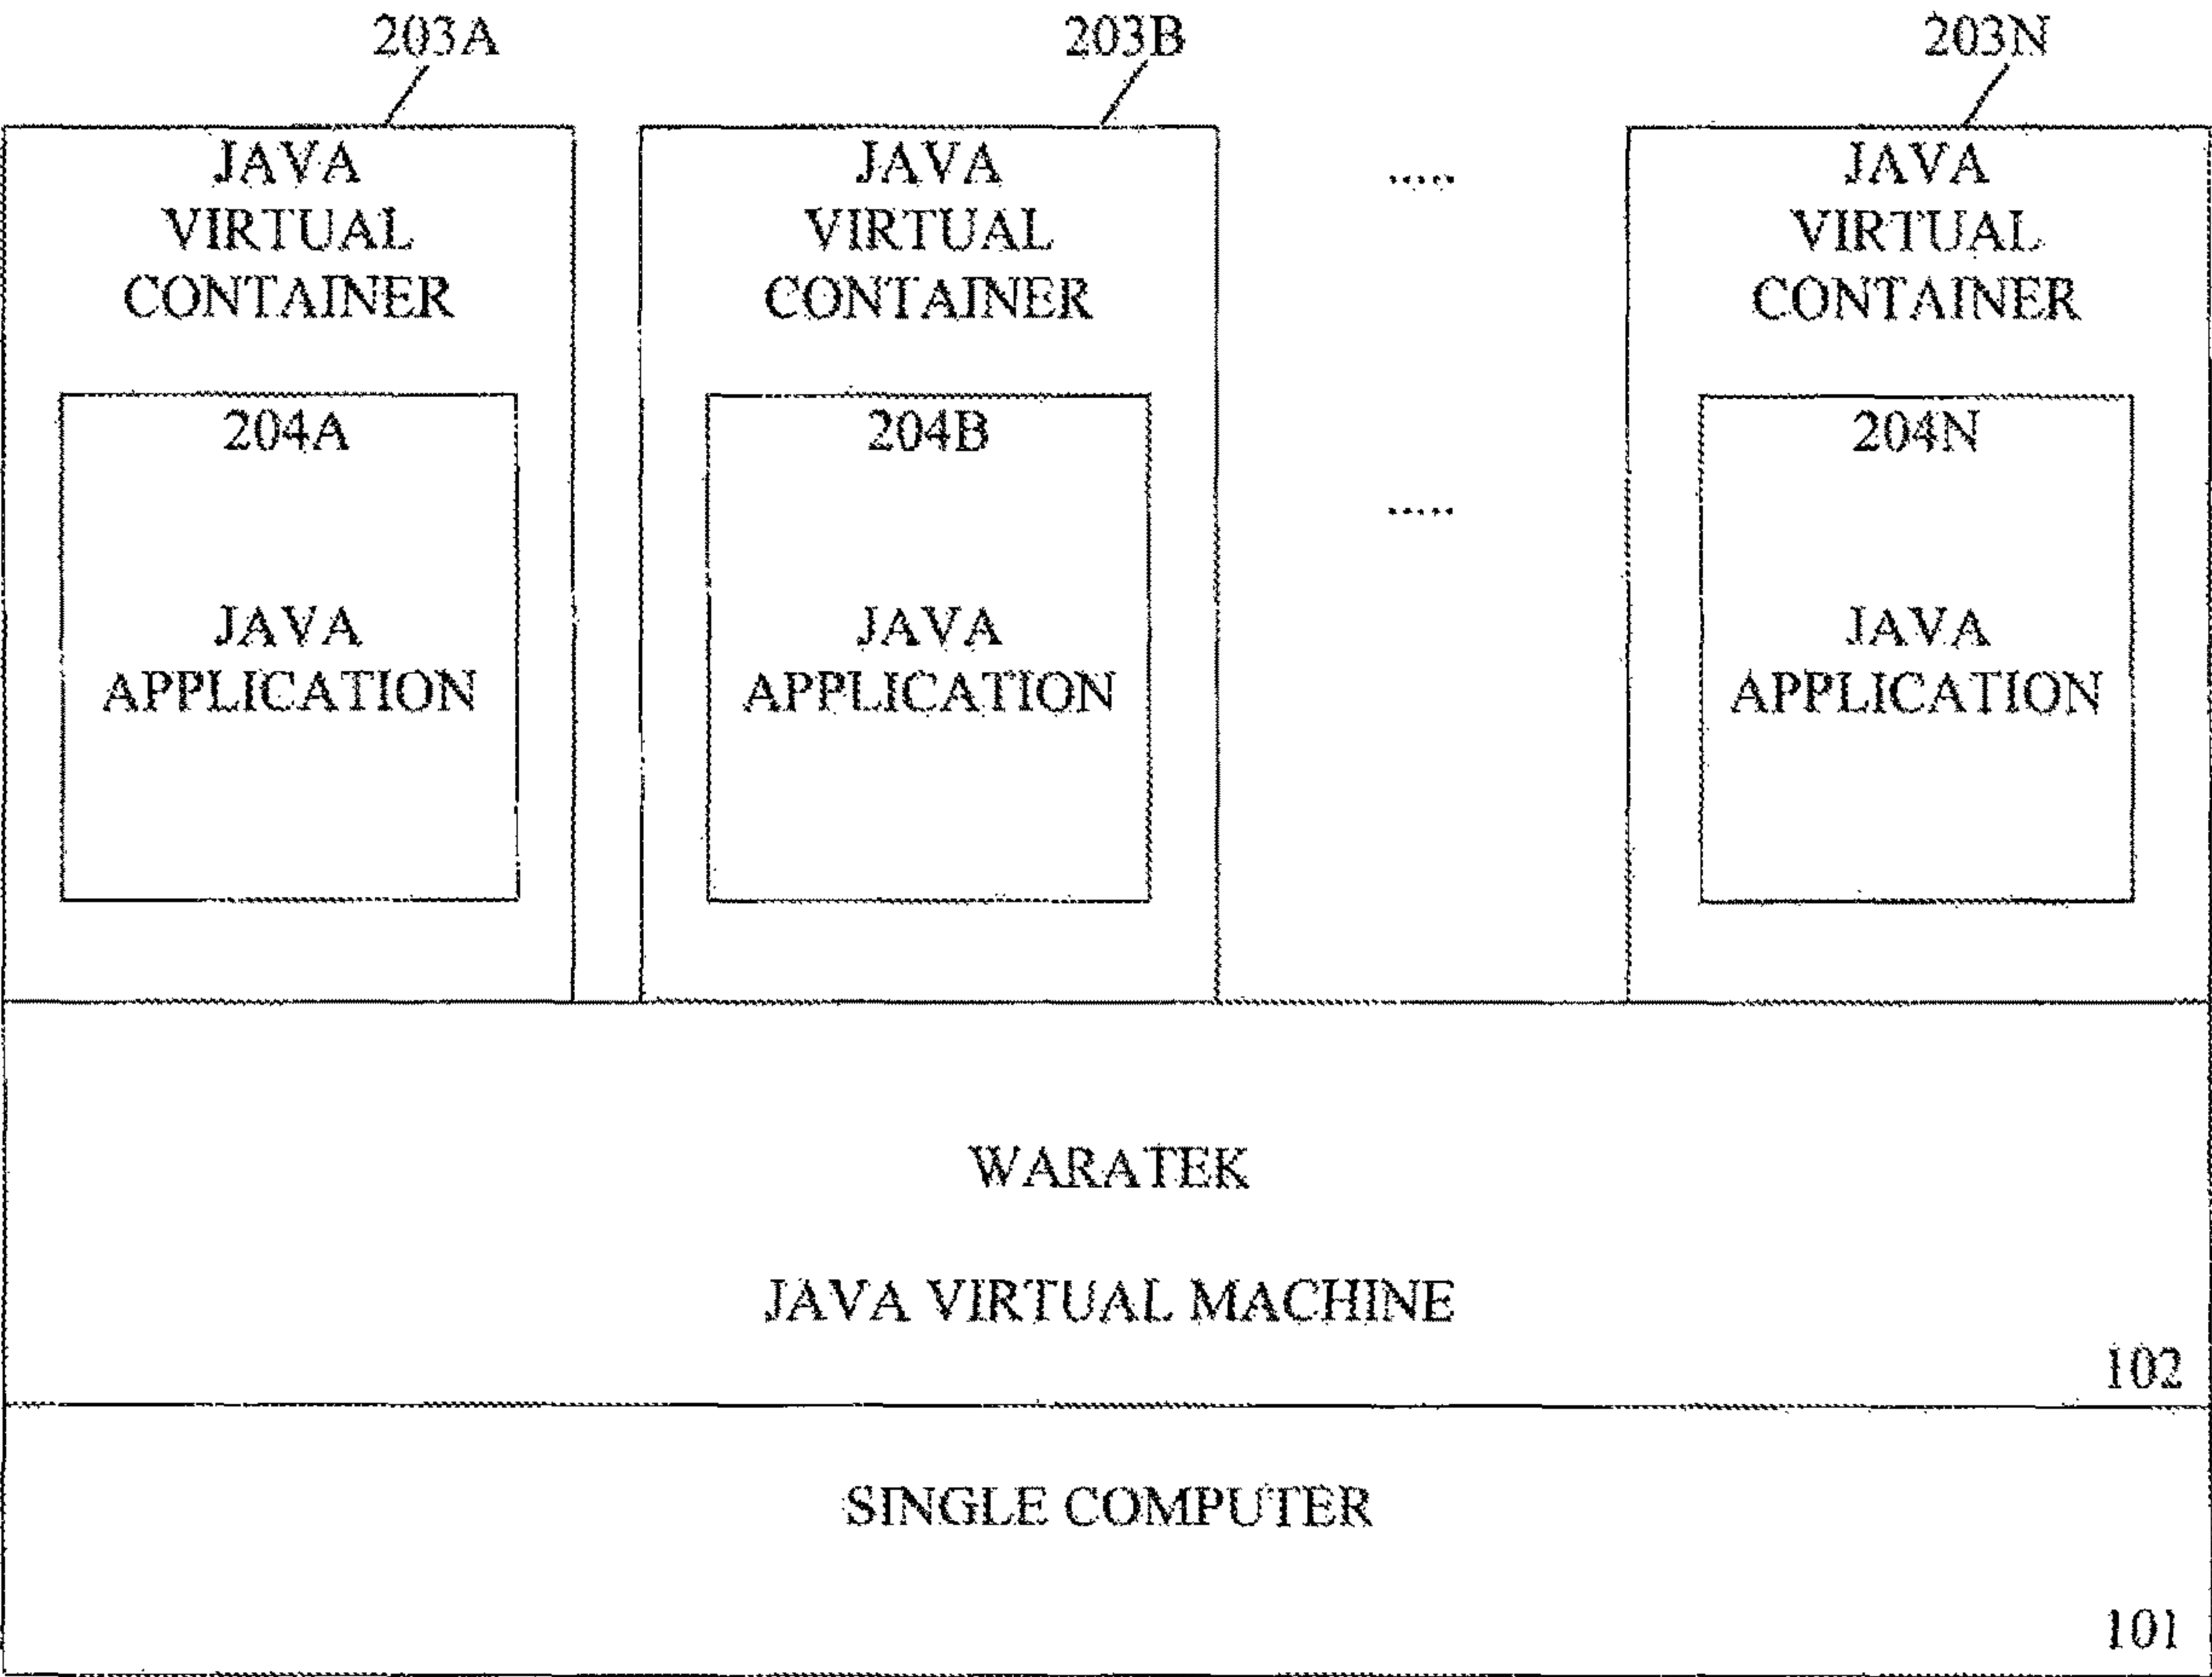 203A
203B
203N
JAVA
VIRTUAL
CONTAINER
204A
JAVA
APPLICATION
JAVA
VIRTUAL
CONTAINER
204B
JAVA
APPLICATION
.....
.....
JAVA
VIRTUAL
CONTAINER
204N
JAVA
APPLICATION
WARATEK
JAVA VIRTUAL MACHINE
102
SINGLE COMPUTER
101